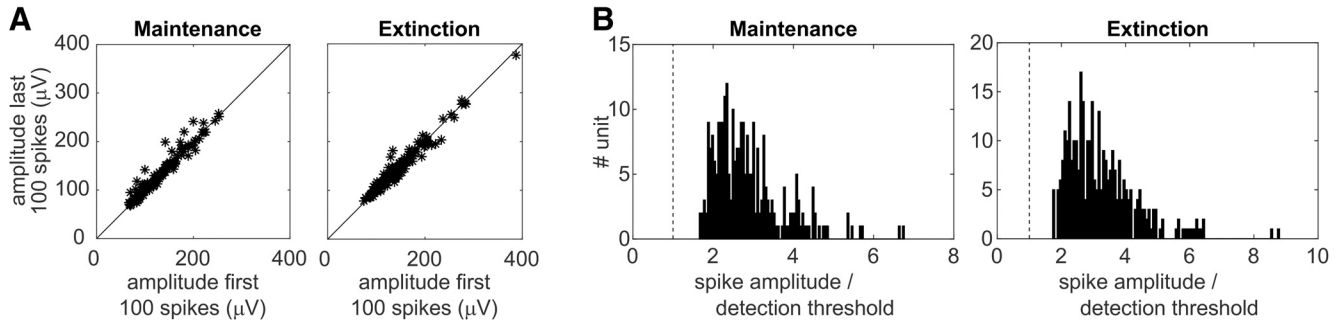 A
Maintenance
400
300
200
100
0
amplitude last
100 spikes (μV)
0
200
400
amplitude first
100 spikes (μV)
Extinction
0
200
400
amplitude first
100 spikes (μV)
B
Maintenance
15
10
5
0
# unit
0
2
4
6
8
spike amplitude /
detection threshold
Extinction
20
15
10
5
0
0
2
4
6
8
10
spike amplitude /
detection threshold